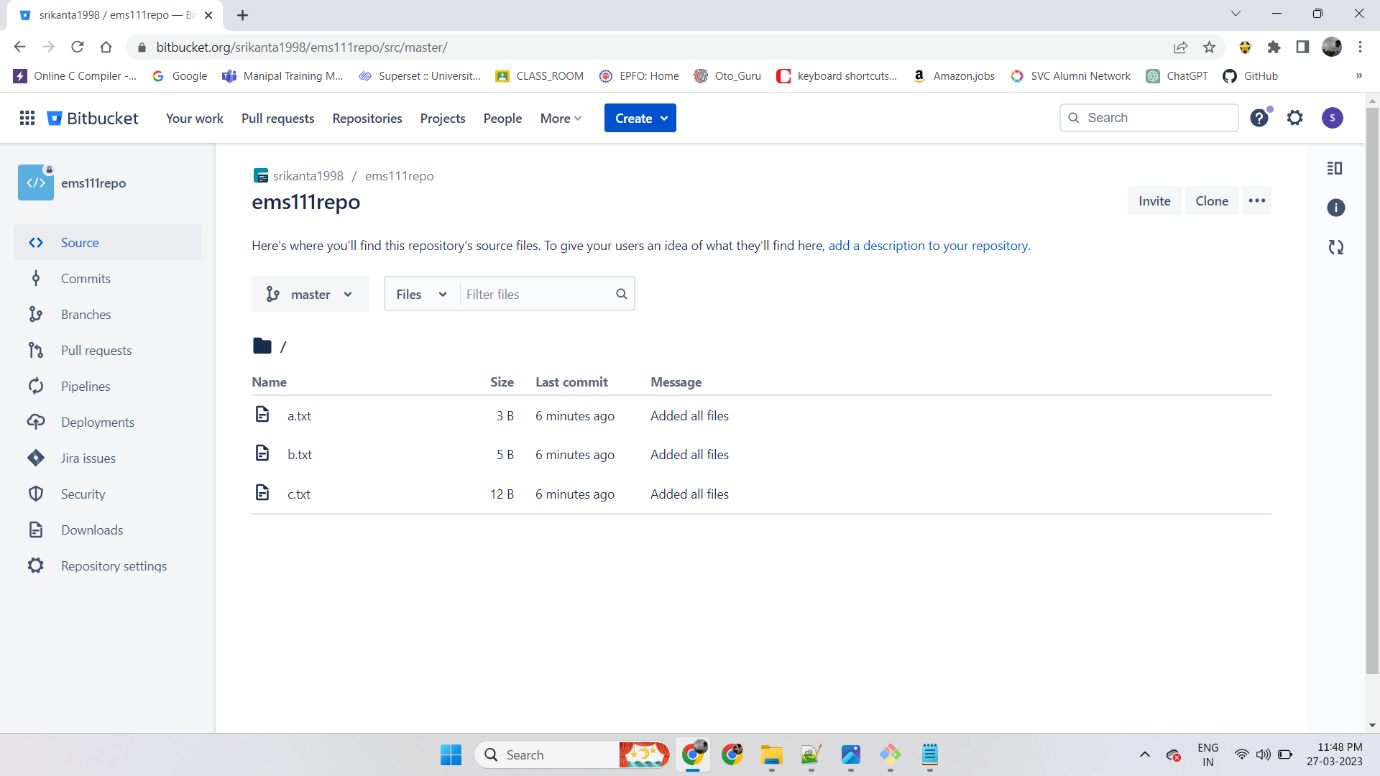 srikanta1998 / ems111repo — Bi
bitbucket.org/srikanta1998/ems111repo/src/master/
Online C Compiler -... Google Manipal Training M... Superset :: Universit... CLASS_ROOM EPFO: Home Oto_Guru keyboard shortcuts... Amazon.jobs SVC Alumni Network ChatGPT GitHub »
Bitbucket Your work Pull requests Repositories Projects People More Create Search ? S
ems111repo
Source
Commits
Branches
Pull requests
Pipelines
Deployments
Jira issues
Security
Downloads
Repository settings
srikanta1998 / ems111repo
ems111repo
Invite Clone •••
Here's where you'll find this repository's source files. To give your users an idea of what they'll find here, add a description to your repository.
master Files Filter files
/
Name Size Last commit Message
a.txt 3 B 6 minutes ago Added all files
b.txt 5 B 6 minutes ago Added all files
c.txt 12 B 6 minutes ago Added all files
Search
ENG
IN
11:48 PM
27-03-2023